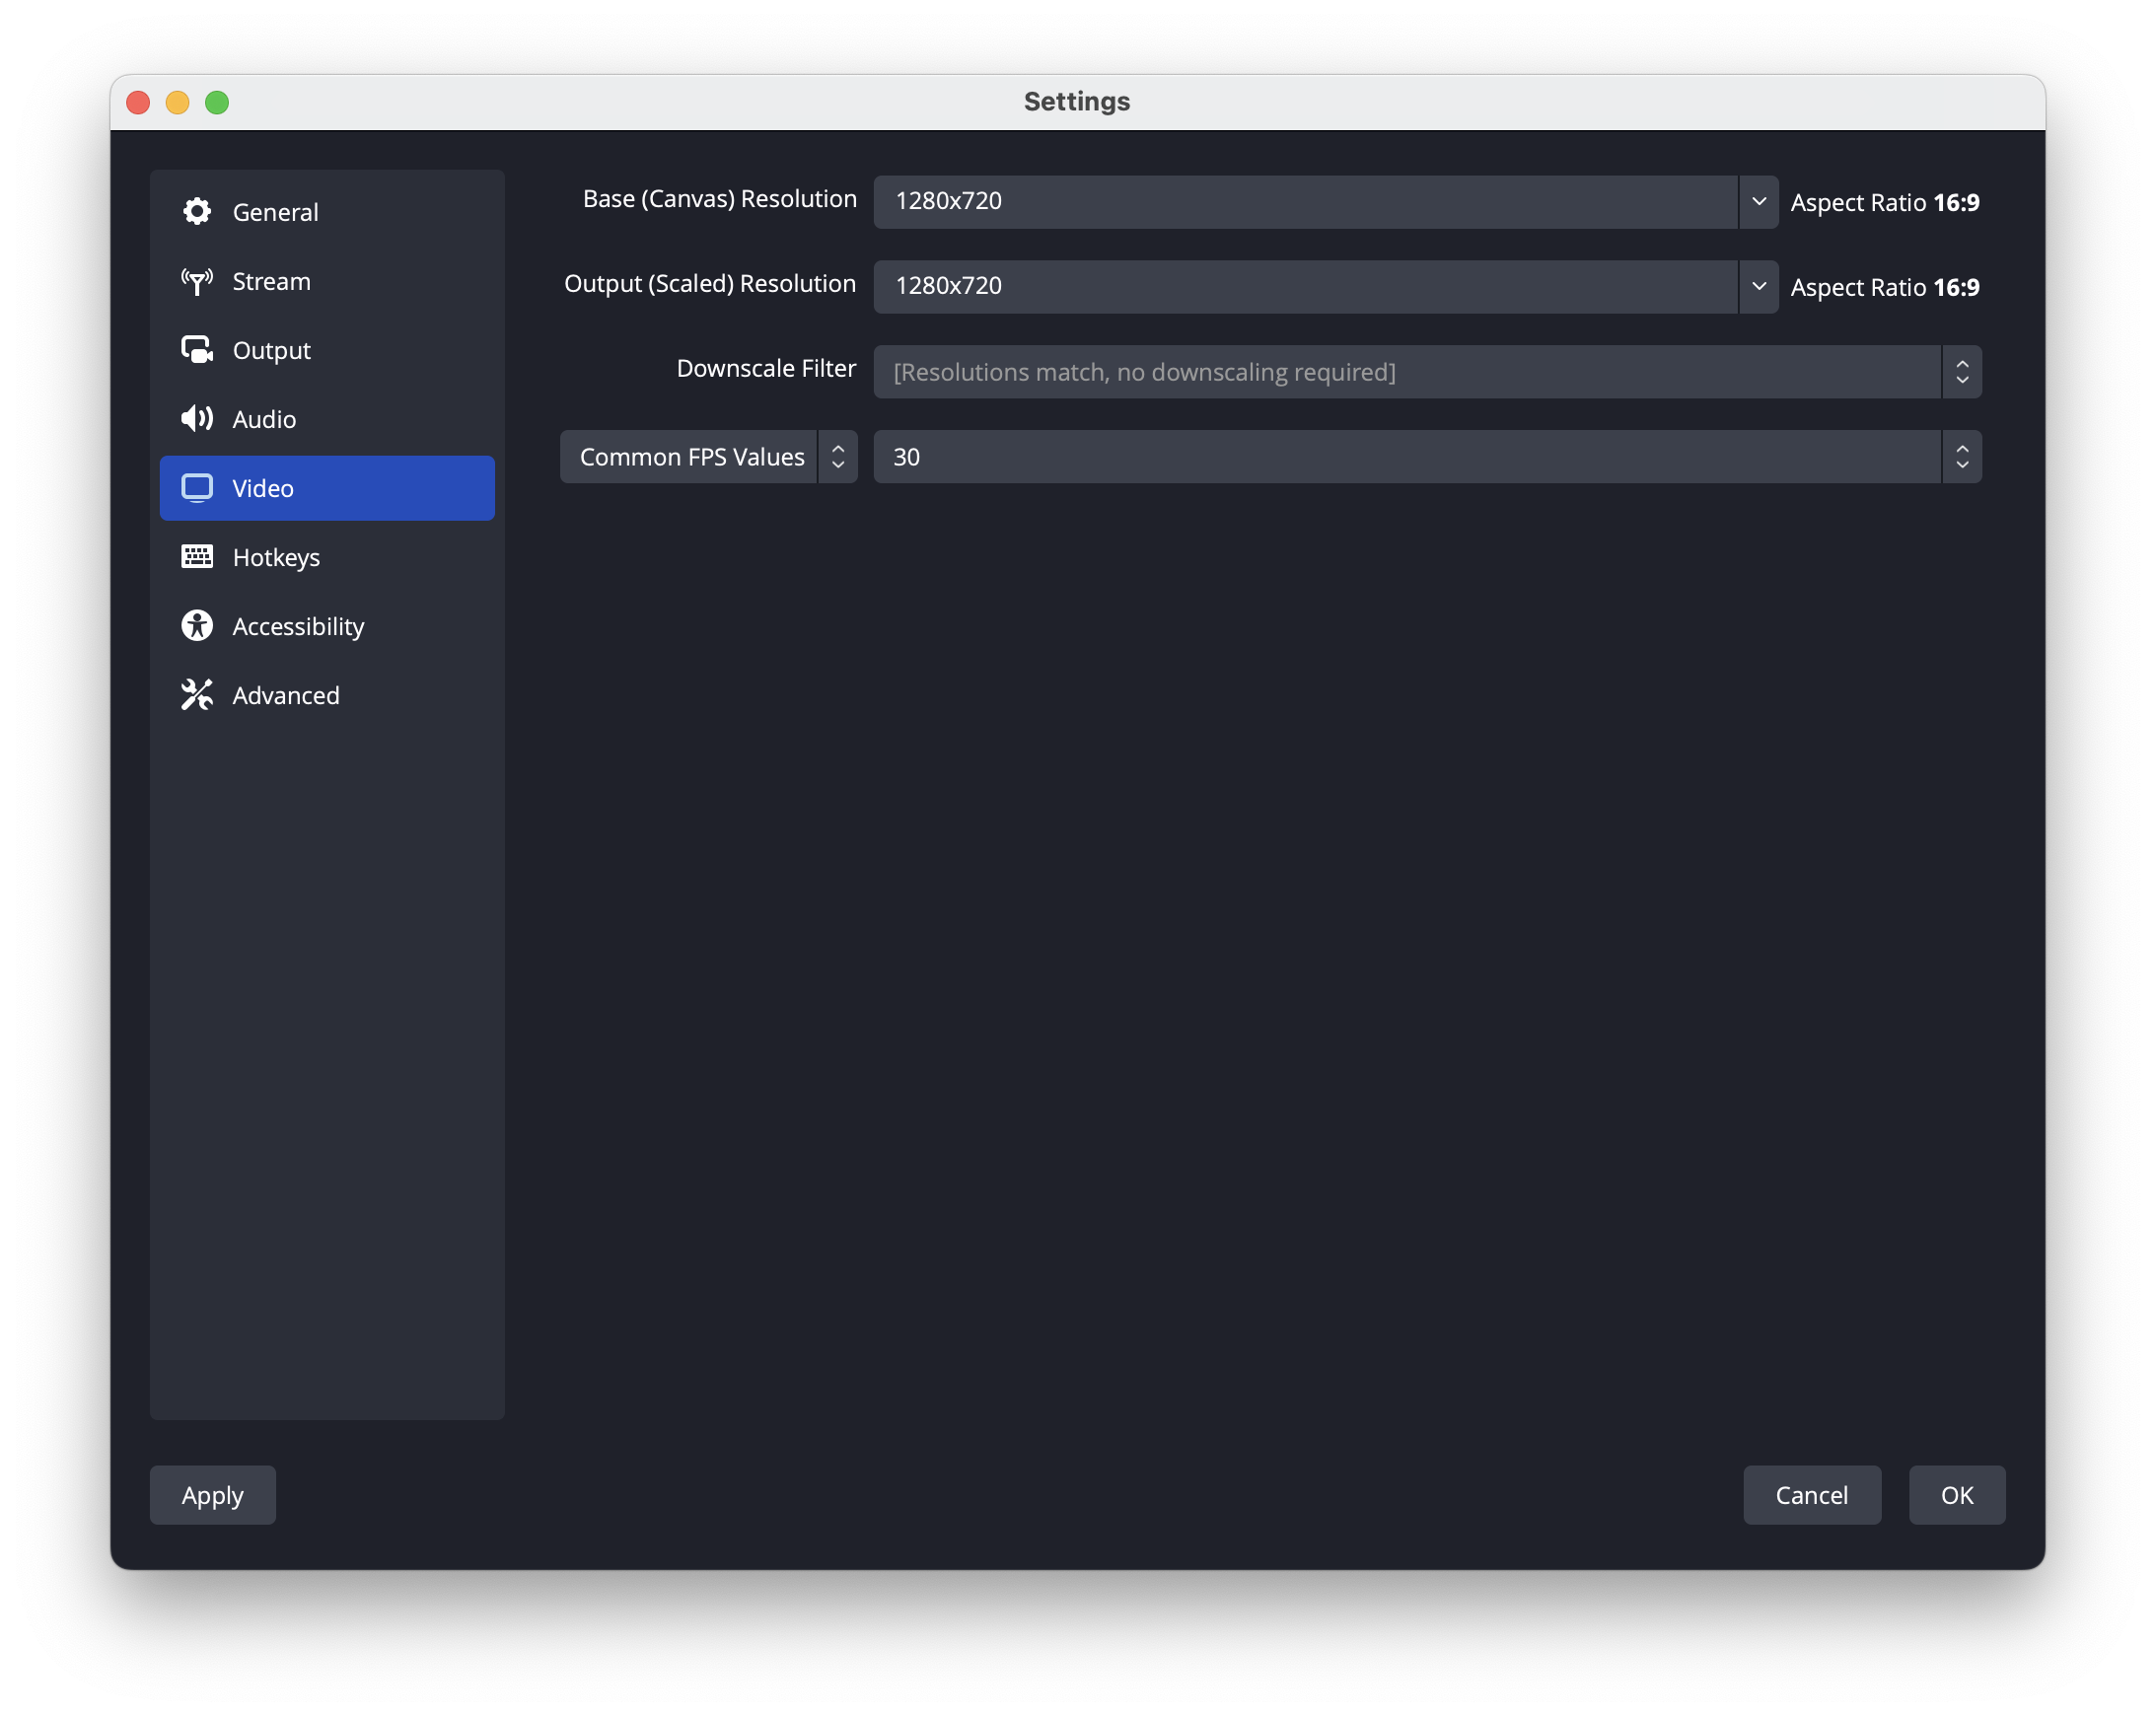 Settings
General
Stream
Output
Audio
Video
Hotkeys
Accessibility
Advanced
Base (Canvas) Resolution 1280x720 Aspect Ratio 16:9
Output (Scaled) Resolution 1280x720 Aspect Ratio 16:9
Downscale Filter [Resolutions match, no downscaling required]
Common FPS Values 30
Apply Cancel OK